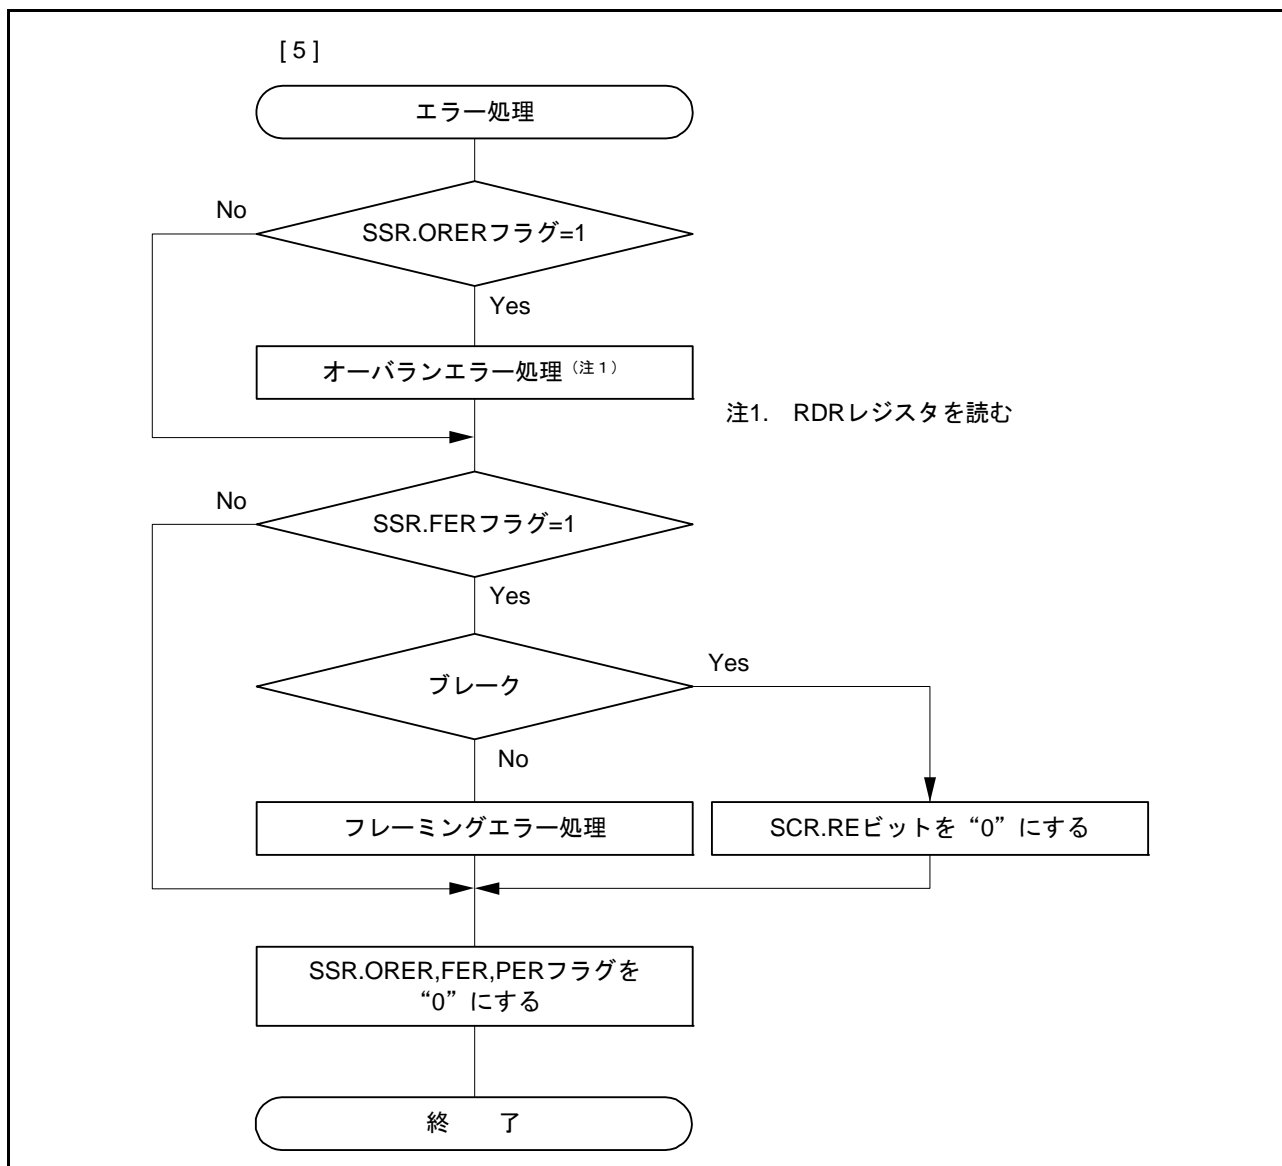 [ 5 ]
エラー処理
No
SSR.ORERフラグ=1
Yes
オーバランエラー処理（注１）
注1. RDRレジスタを読む
No
SSR.FERフラグ=1
Yes
ブレーク
Yes
No
フレーミングエラー処理
SCR.REビットを“0”にする
SSR.ORER,FER,PERフラグを
“0”にする
終 了